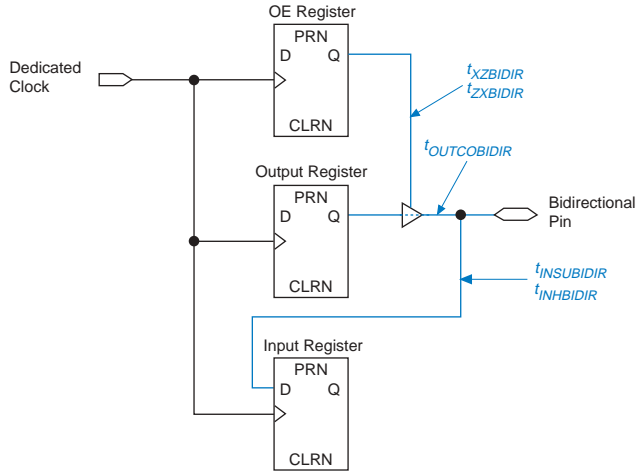 OE Register
PRN
D Q
CLRN
Dedicated
Clock
tXZBIDIR
tZXBIDIR
tOUTCOBIDIR
Output Register
PRN
D Q
CLRN
Bidirectional
Pin
tINSUBIDIR
tINHBIDIR
Input Register
PRN
D Q
CLRN